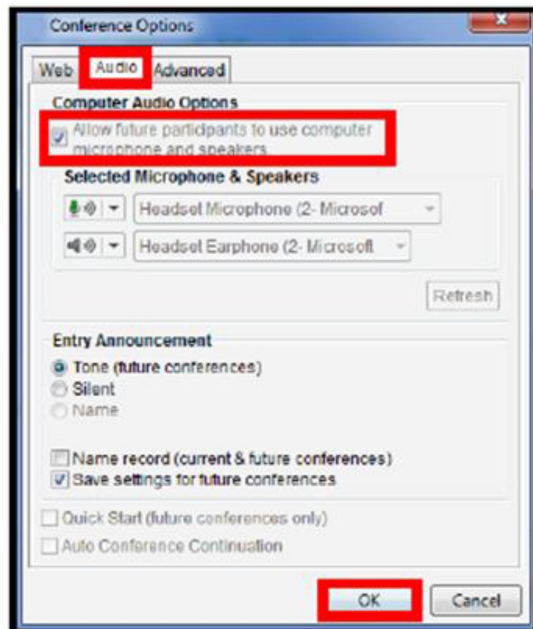 Conference Options
Web Audio Advanced
Computer Audio Options
Allow future participants to use computer
microphone and speakers.
Selected Microphone & Speakers
Headset Microphone (2- Microsof
Headset Earphone (2- Microsoft
Refresh
Entry Announcement
Tone (future conferences)
Silent
Name
Name record (current & future conferences)
Save settings for future conferences
Quick Start (future conferences only)
Auto Conference Continuation
OK Cancel